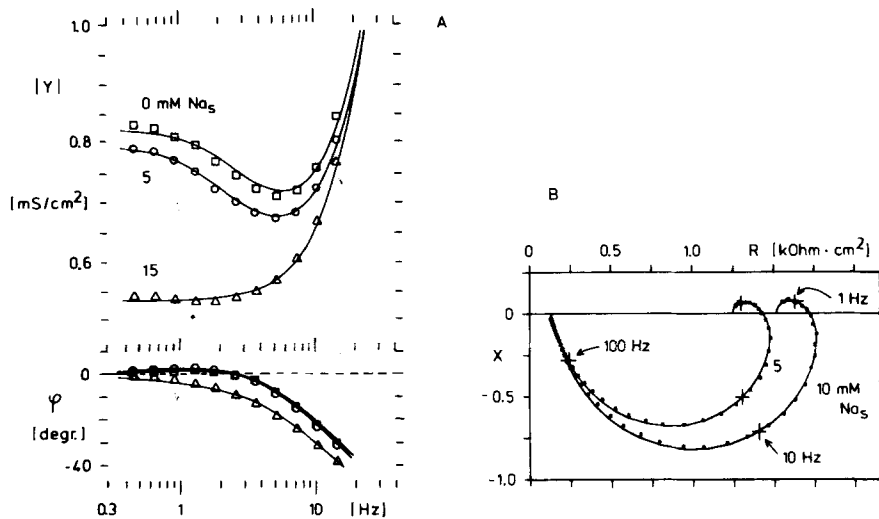 A
1.0
|Y|
0 mM Nas
0.8
5
[mS/cm²]
0.6
15
0
φ
[degr.]
-40
0.3
1
10
[Hz]
B
0
0.5
1.0
R [kOhm·cm²]
1 Hz
0
100 Hz
X
5
-0.5
10 mM
Nas
10 Hz
-1.0